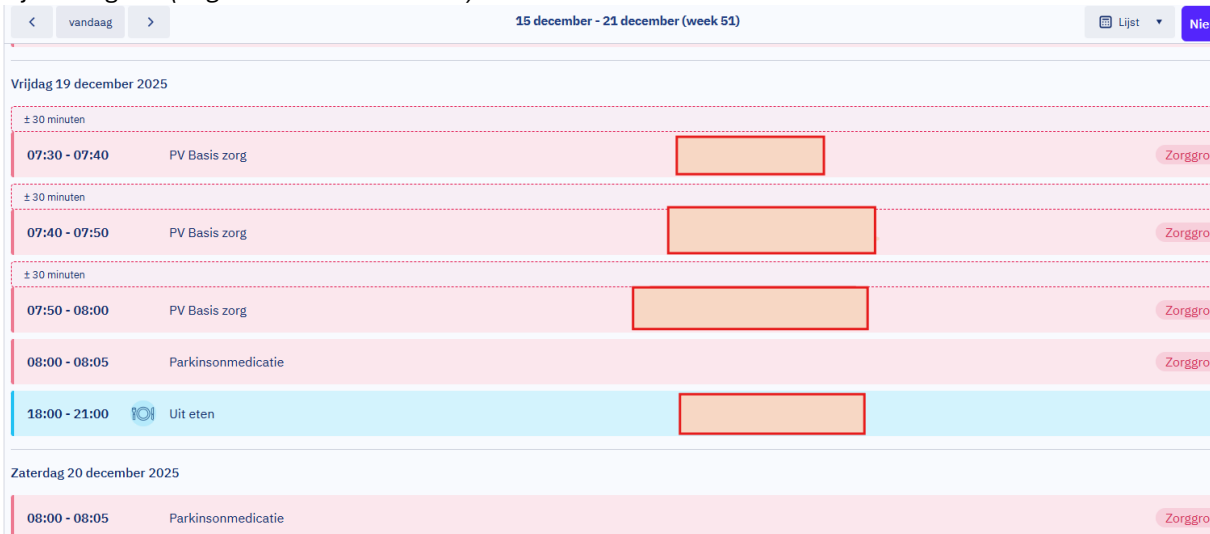 vandaag
15 december - 21 december (week 51)
Lijst
Nie
Vrijdag 19 december 2025
± 30 minuten
07:30 - 07:40 PV Basis zorg Zorggro
± 30 minuten
07:40 - 07:50 PV Basis zorg Zorggro
± 30 minuten
07:50 - 08:00 PV Basis zorg Zorggro
08:00 - 08:05 Parkinsonmedicatie Zorggro
18:00 - 21:00 Uit eten
Zaterdag 20 december 2025
08:00 - 08:05 Parkinsonmedicatie Zorggro